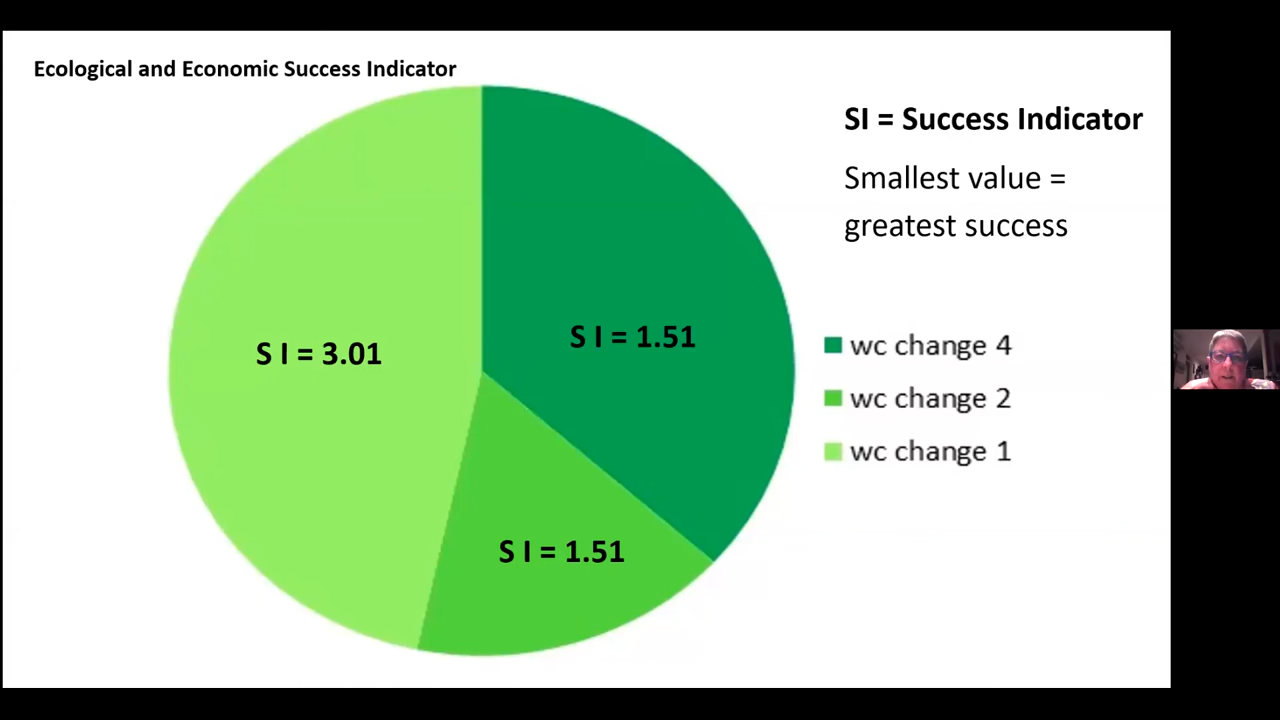 Ecological and Economic Success Indicator
SI = Success Indicator
Smallest value =
greatest success
S I = 3.01
S I = 1.51
S I = 1.51
wc change 4
wc change 2
wc change 1